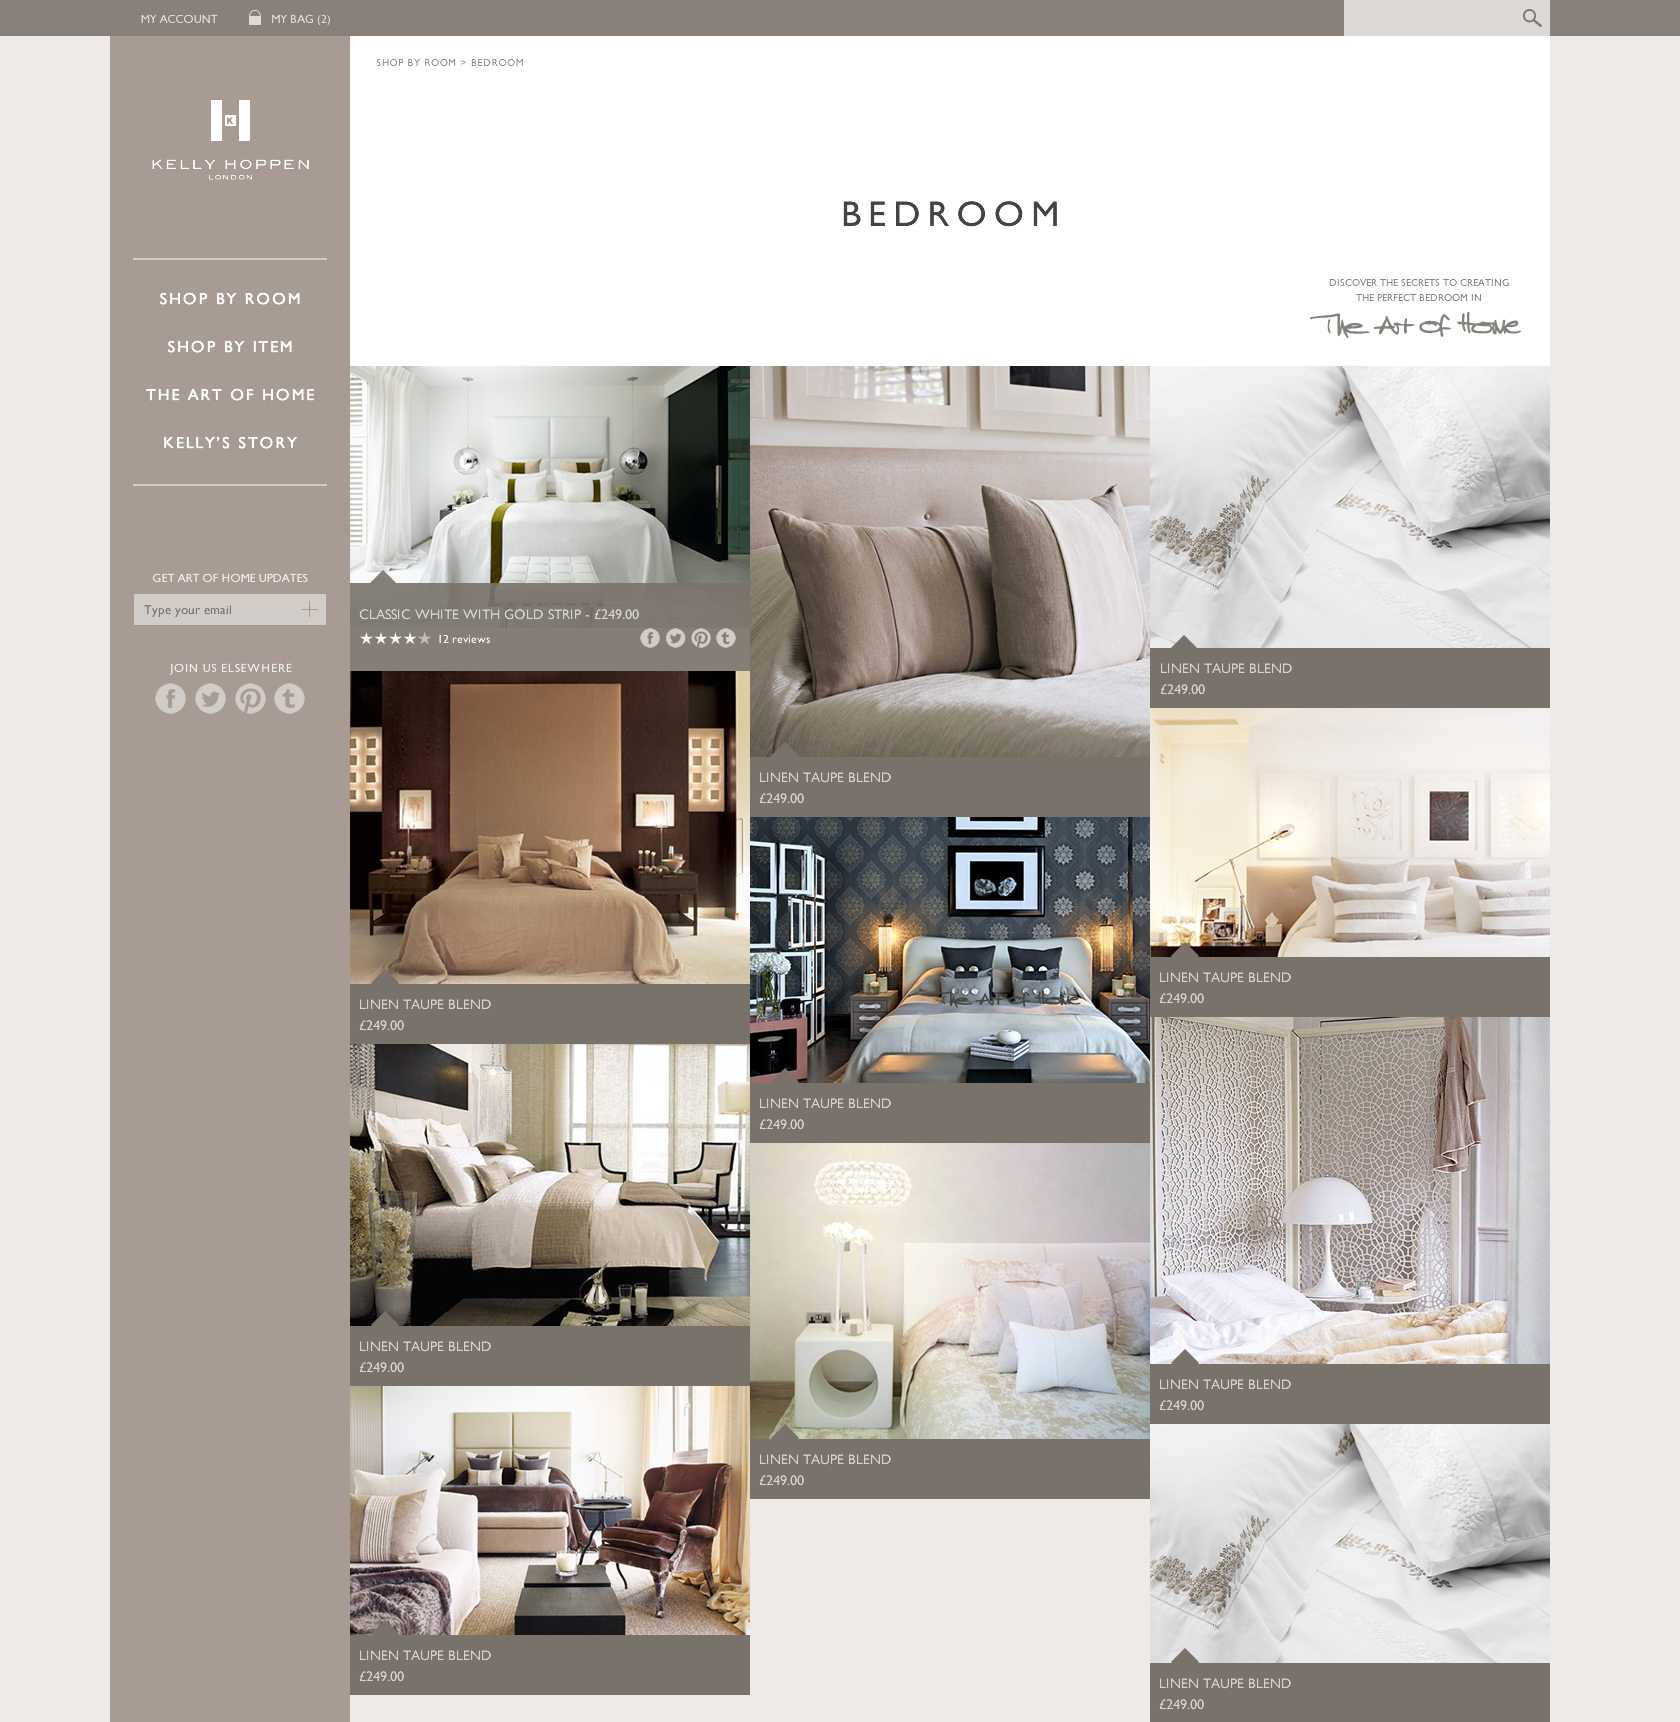 MY ACCOUNT
MY BAG (2)
K
KELLY HOPPEN
LONDON
SHOP BY ROOM
SHOP BY ITEM
THE ART OF HOME
KELLY'S STORY
GET ART OF HOME UPDATES
Type your email
JOIN US ELSEWHERE
SHOP BY ROOM > BEDROOM
BEDROOM
DISCOVER THE SECRETS TO CREATING
THE PERFECT BEDROOM IN
The Art of Home
CLASSIC WHITE WITH GOLD STRIP - £249.00
12 reviews
LINEN TAUPE BLEND
£249.00
LINEN TAUPE BLEND
£249.00
LINEN TAUPE BLEND
£249.00
LINEN TAUPE BLEND
£249.00
The Art of Home
LINEN TAUPE BLEND
£249.00
LINEN TAUPE BLEND
£249.00
LINEN TAUPE BLEND
£249.00
LINEN TAUPE BLEND
£249.00
LINEN TAUPE BLEND
£249.00
LINEN TAUPE BLEND
£249.00